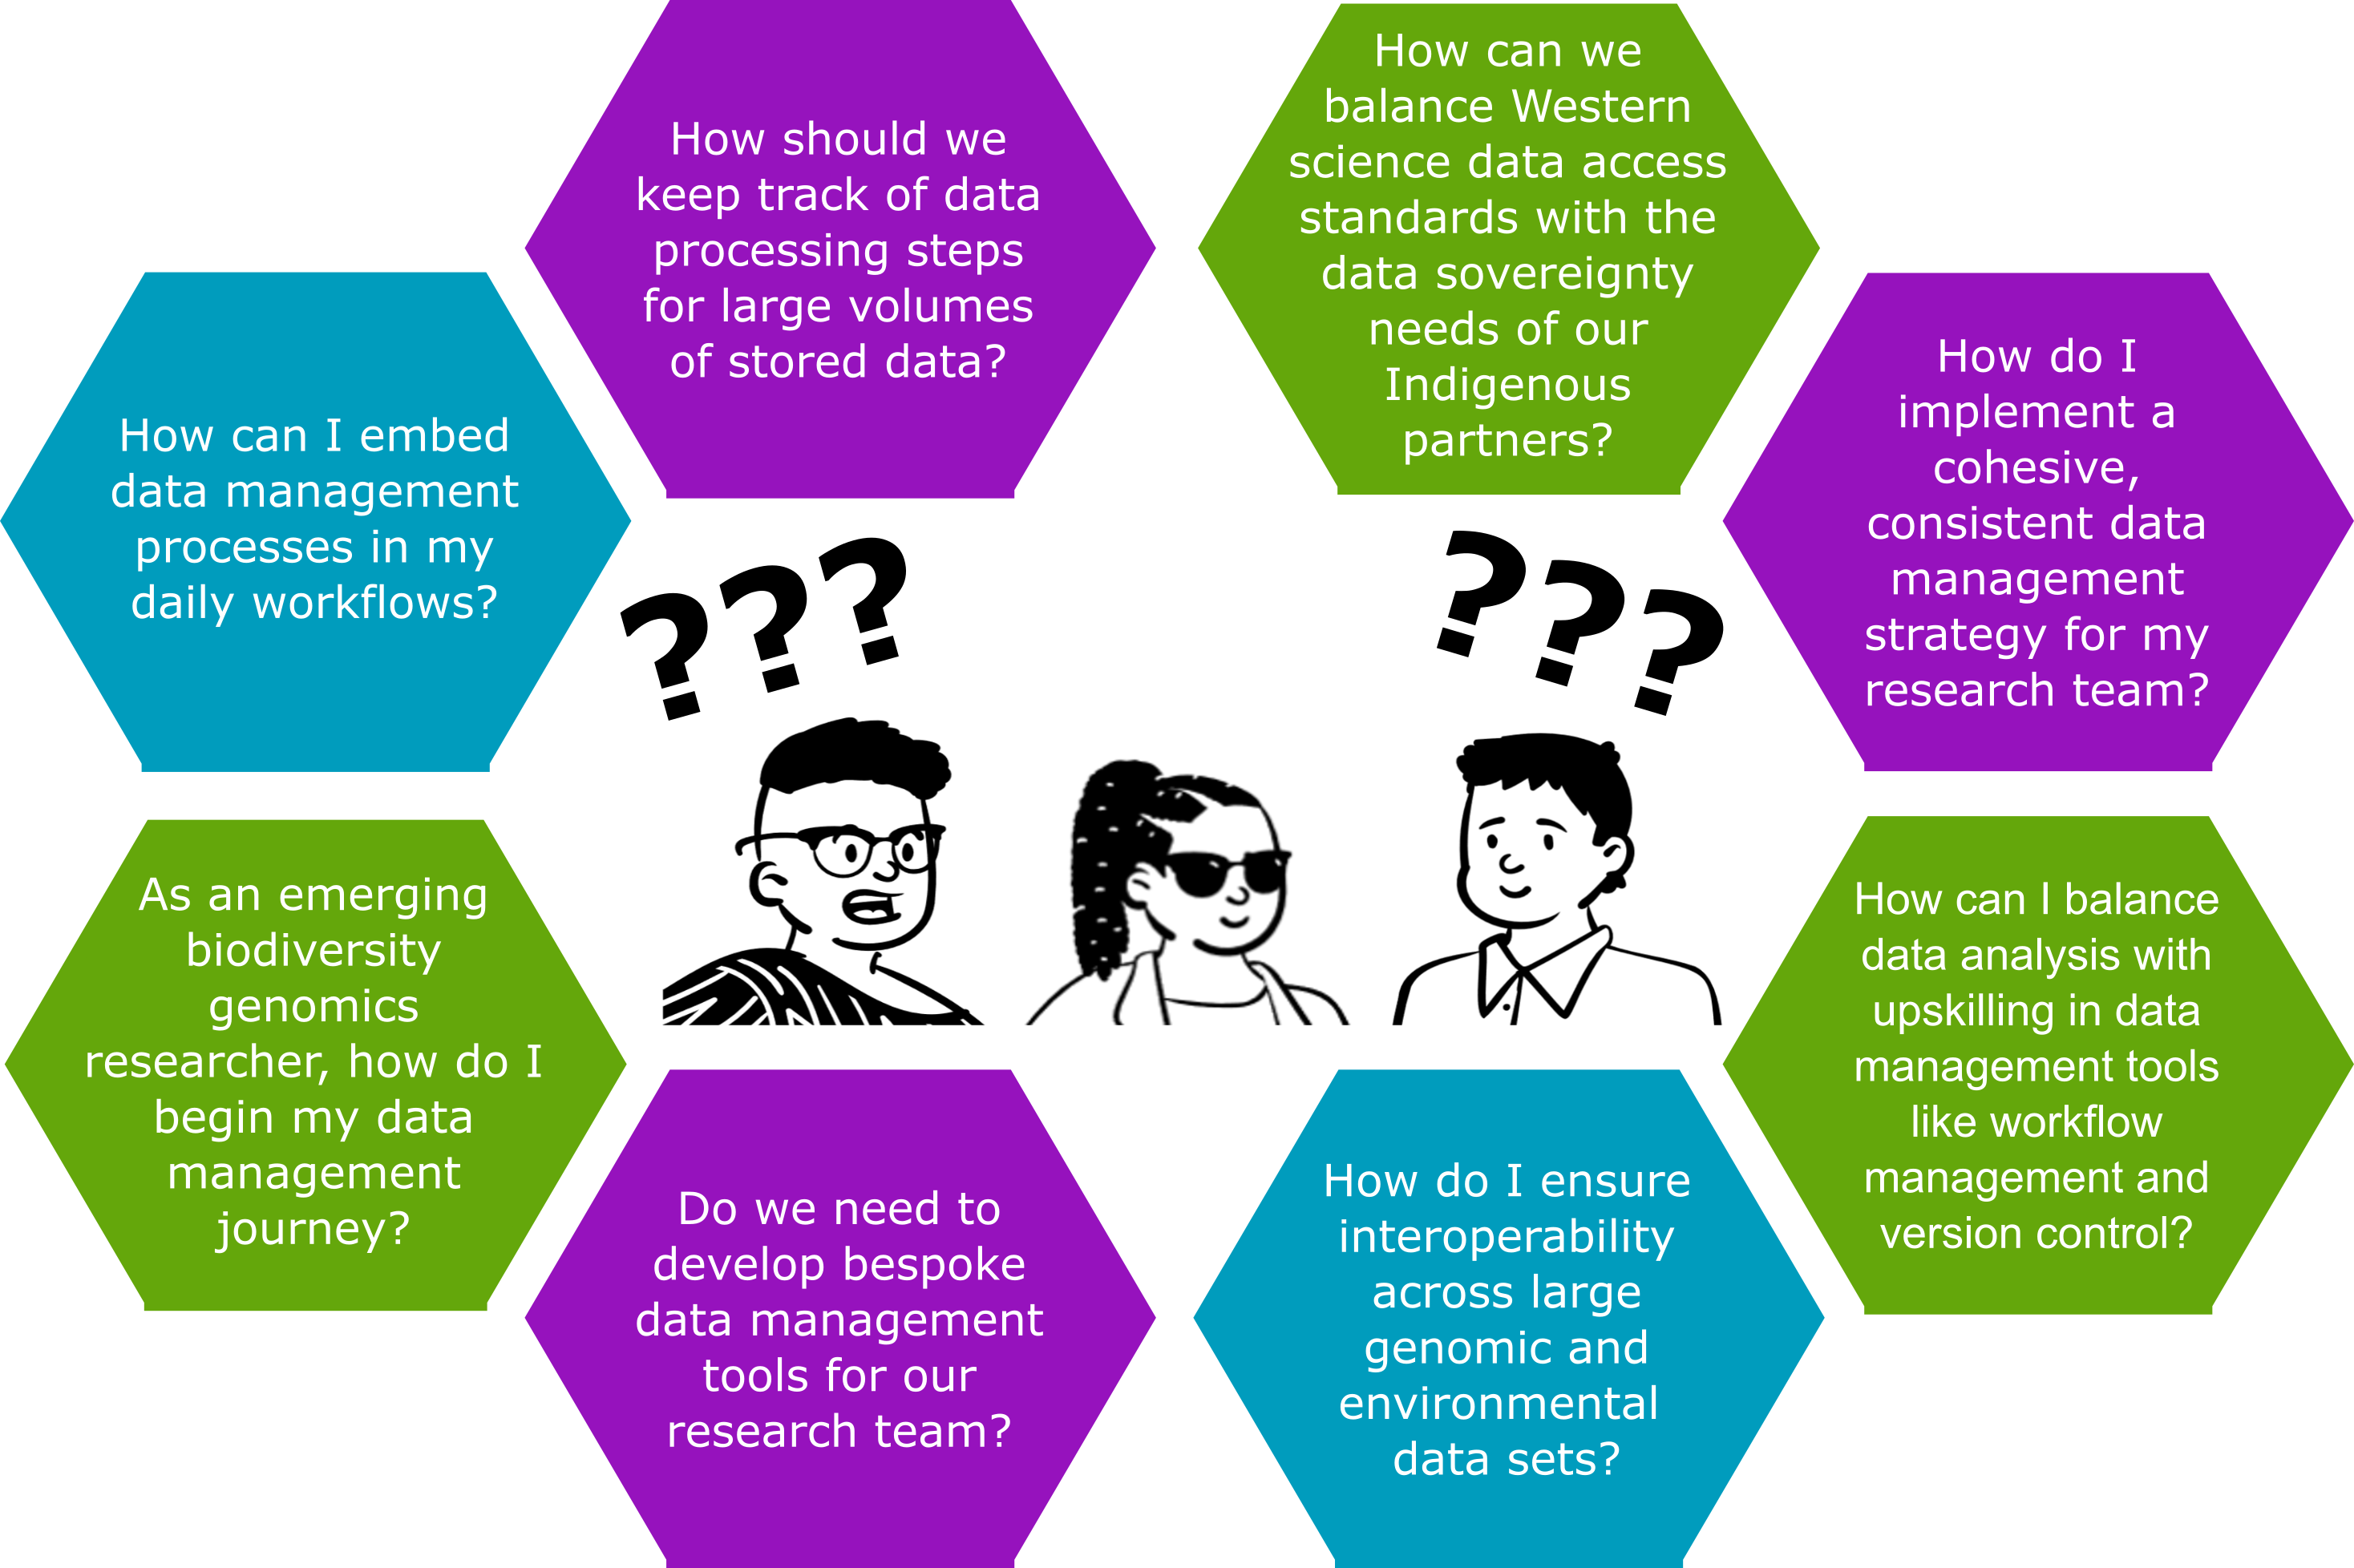 How should we
keep track of data
processing steps
for large volumes
of stored data?
How can we
balance Western
science data access
standards with the
data sovereignty
needs of our
Indigenous
partners?
How can I embed
data management
processes in my
daily workflows?
How do I
implement a
cohesive,
consistent data
management
strategy for my
research team?
???
???
As an emerging
biodiversity
genomics
researcher, how do I
begin my data
management
journey?
How can I balance
data analysis with
upskilling in data
management tools
like workflow
management and
version control?
Do we need to
develop bespoke
data management
tools for our
research team?
How do I ensure
interoperability
across large
genomic and
environmental
data sets?